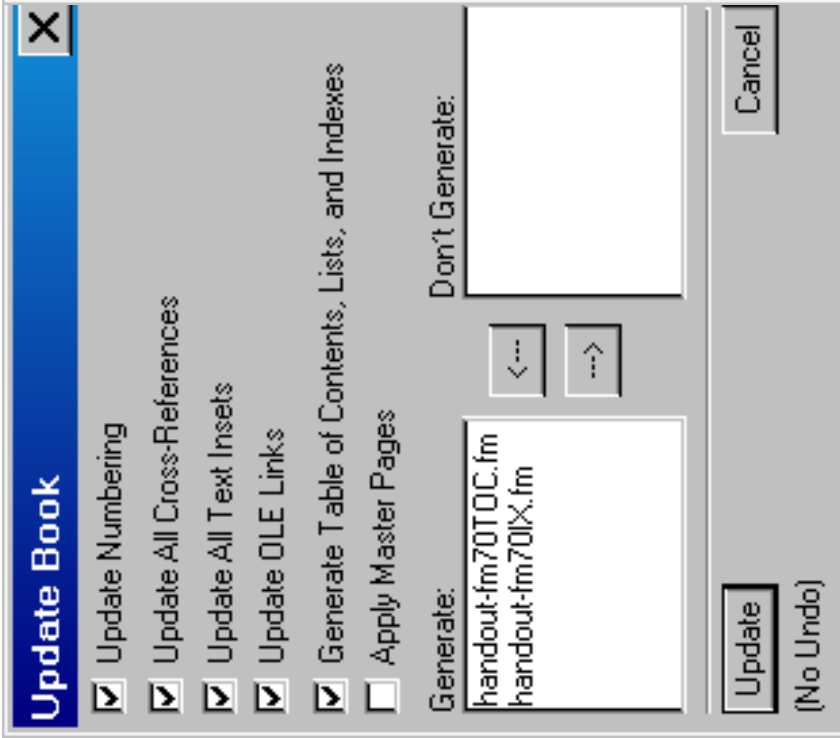 Update Book
Update Numbering
Update All Cross-References
Update All Text Insets
Update OLE Links
Generate Table of Contents, Lists, and Indexes
Apply Master Pages
Generate:
Don't Generate:
handout-fm70TOC.fm
handout-fm70IX.fm
<---
--->
Update
Cancel
(No Undo)